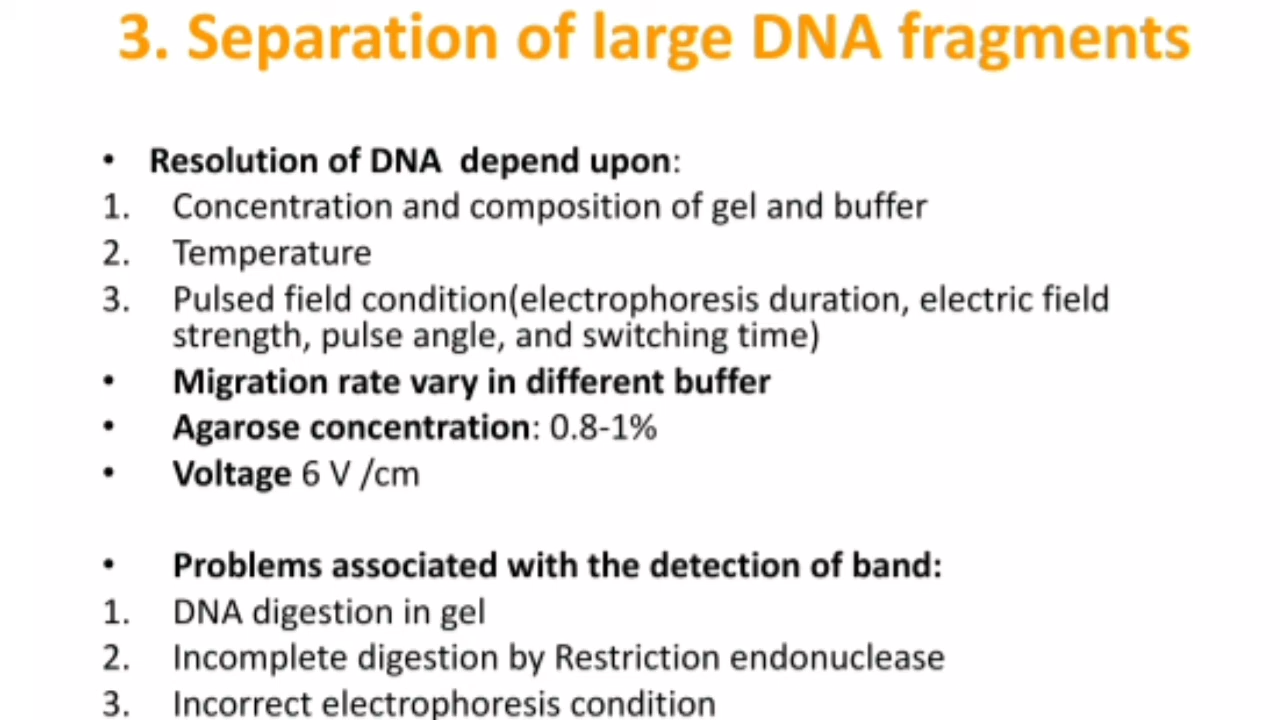 3. Separation of large DNA fragments
• Resolution of DNA depend upon:
1. Concentration and composition of gel and buffer
2. Temperature
3. Pulsed field condition(electrophoresis duration, electric field
strength, pulse angle, and switching time)
• Migration rate vary in different buffer
• Agarose concentration: 0.8-1%
• Voltage 6 V /cm
• Problems associated with the detection of band:
1. DNA digestion in gel
2. Incomplete digestion by Restriction endonuclease
3. Incorrect electrophoresis condition